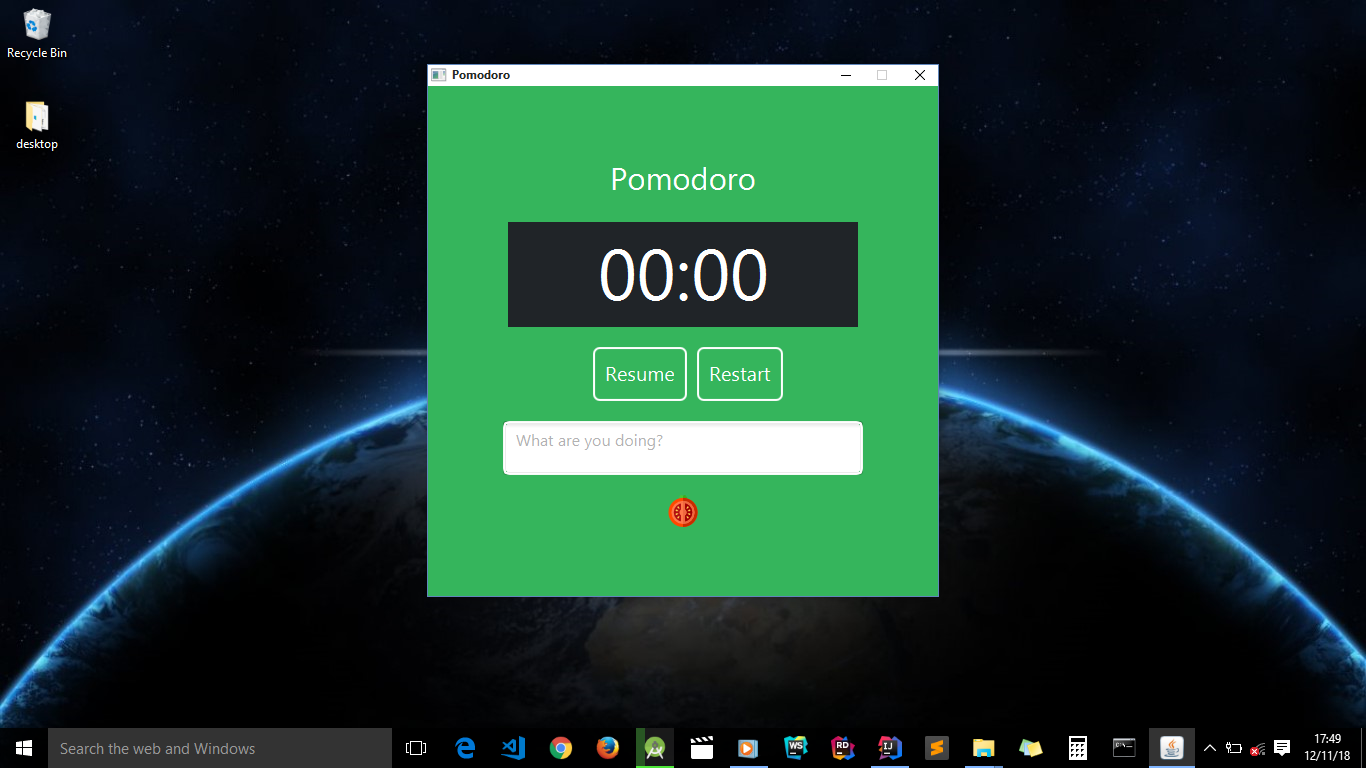 Recycle Bin
desktop
Pomodoro
Pomodoro
00:00
Resume Restart
What are you doing?
Search the web and Windows
WS
RD
IJ
17:49
12/11/18